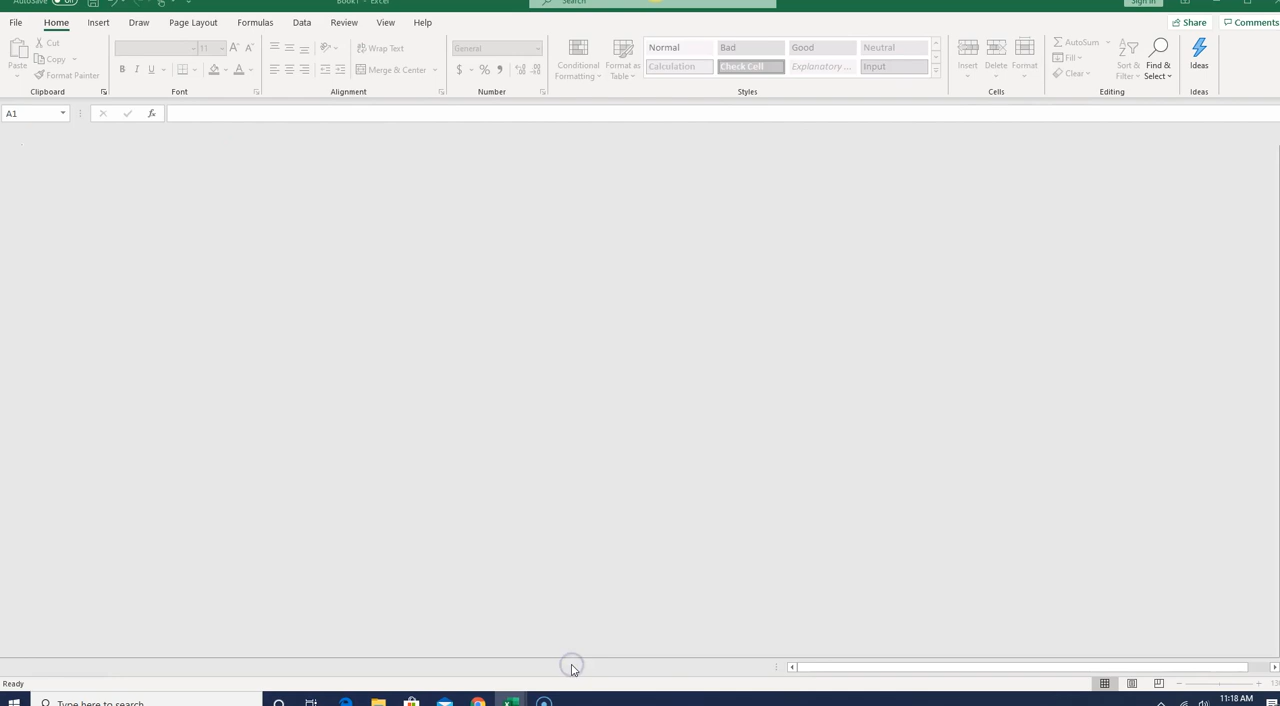 AutoSave Book1 - Excel Search Sign in
File Home Insert Draw Page Layout Formulas Data Review View Help Share Comments
Cut 11 A A Wrap Text General Normal Bad Good Neutral AutoSum
Paste Copy Conditional Formatting Format as Table Insert Delete Format Fill Sort & Filter Find & Select Ideas
Format Painter B I U A Merge & Center $ % Calculation Check Cell Explanatory ... Input Clear
Clipboard Font Alignment Number Styles Cells Editing Ideas
A1 fx
Ready
Type here to search 11:18 AM